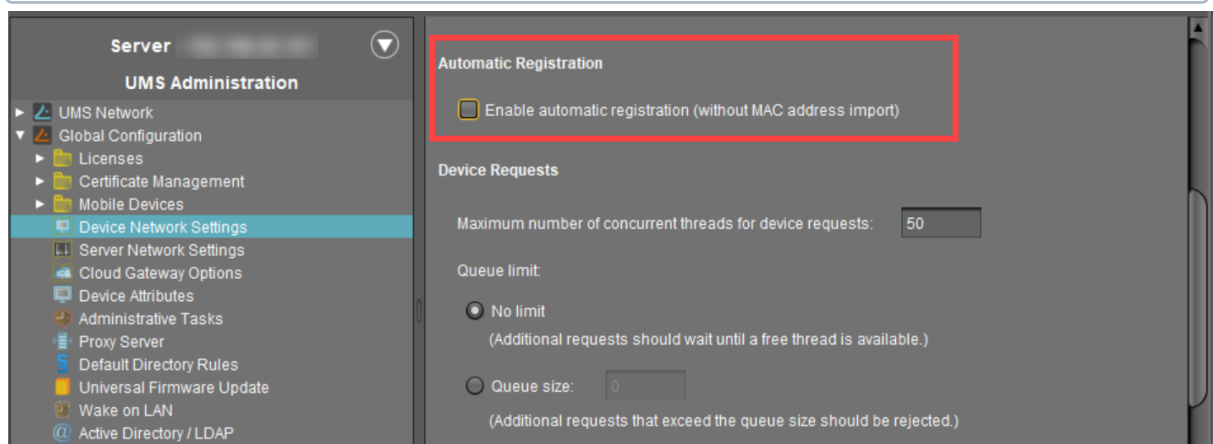 Server
UMS Administration
UMS Network
Global Configuration
Licenses
Certificate Management
Mobile Devices
Device Network Settings
Server Network Settings
Cloud Gateway Options
Device Attributes
Administrative Tasks
Proxy Server
Default Directory Rules
Universal Firmware Update
Wake on LAN
Active Directory / LDAP
Automatic Registration
Enable automatic registration (without MAC address import)
Device Requests
Maximum number of concurrent threads for device requests: 50
Queue limit:
No limit
(Additional requests should wait until a free thread is available.)
Queue size: 0
(Additional requests that exceed the queue size should be rejected.)